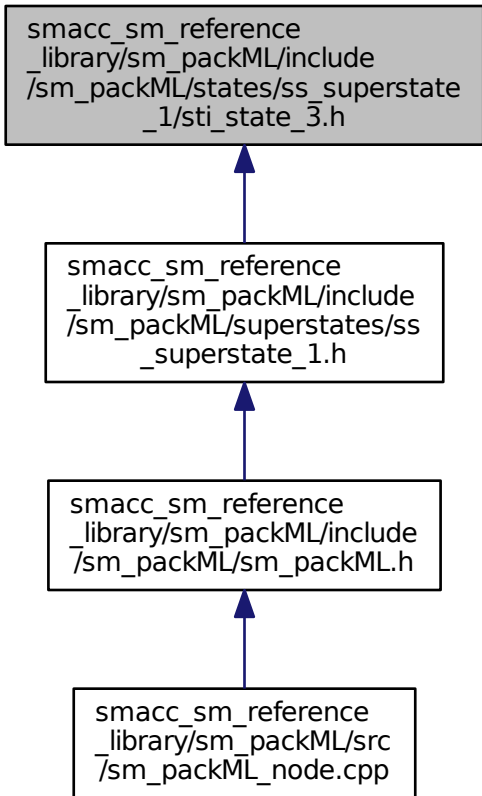 smacc_sm_reference
_library/sm_packML/include
/sm_packML/states/ss_superstate
_1/sti_state_3.h
smacc_sm_reference
_library/sm_packML/include
/sm_packML/superstates/ss
_superstate_1.h
smacc_sm_reference
_library/sm_packML/include
/sm_packML/sm_packML.h
smacc_sm_reference
_library/sm_packML/src
/sm_packML_node.cpp